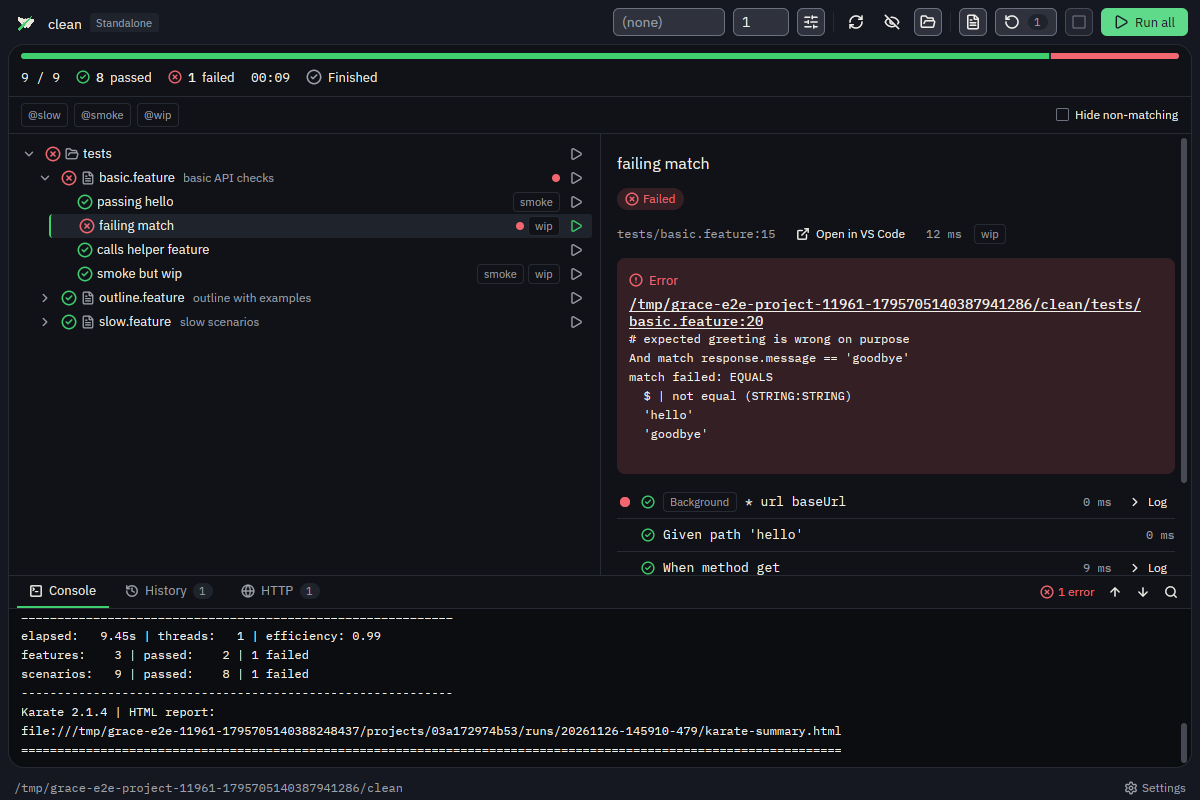 clean Standalone (none) 1 1 Run all
9 / 9 8 passed 1 failed 00:09 Finished
@slow @smoke @wip Hide non-matching
tests
basic.feature basic API checks
passing hello smoke
failing match wip
calls helper feature
smoke but wip smoke wip
outline.feature outline with examples
slow.feature slow scenarios
failing match
Failed
tests/basic.feature:15 Open in VS Code 12 ms wip
Error
/tmp/grace-e2e-project-11961-1795705140387941286/clean/tests/
basic.feature:20
# expected greeting is wrong on purpose
And match response.message == 'goodbye'
match failed: EQUALS
$ | not equal (STRING:STRING)
'hello'
'goodbye'
Background * url baseUrl 0 ms Log
Given path 'hello' 0 ms
When method get 9 ms Log
Console History 1 HTTP 1 1 error
------------------------------------------------------------
elapsed: 9.45s | threads: 1 | efficiency: 0.99
features: 3 | passed: 2 | 1 failed
scenarios: 9 | passed: 8 | 1 failed
------------------------------------------------------------
Karate 2.1.4 | HTML report:
file:///tmp/grace-e2e-11961-1795705140388248437/projects/03a172974b53/runs/20261126-145910-479/karate-summary.html
==================================================================================================================
/tmp/grace-e2e-project-11961-1795705140387941286/clean Settings